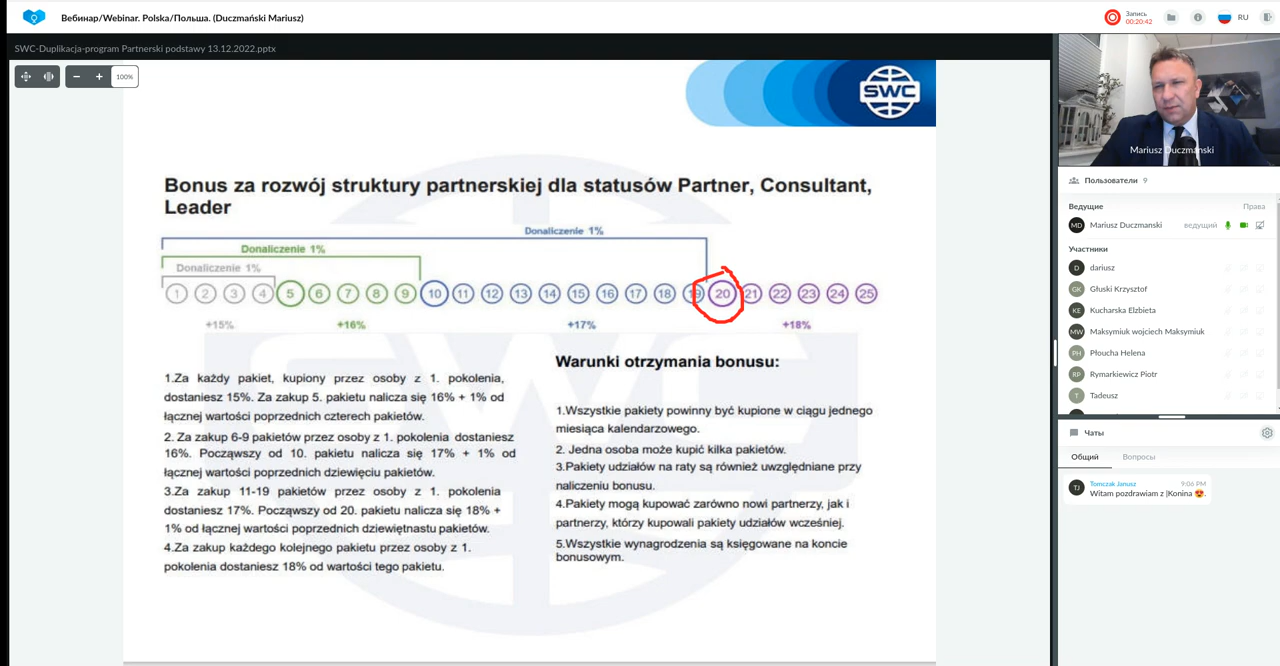 Вебинар/Webinar. Polska/Польша. (Duczmański Mariusz)
Запись
00:20:42
RU
SWC-Duplikacja-program Partnerski podstawy 13.12.2022.pptx
100%
SWC
Bonus za rozwój struktury partnerskiej dla statusów Partner, Consultant,
Leader
Donaliczenie 1%
Donaliczenie 1%
Donaliczenie 1%
1 2 3 4 5 6 7 8 9 10 11 12 13 14 15 16 17 18 19 20 21 22 23 24 25
+15% +16% +17% +18%
1.Za każdy pakiet, kupiony przez osoby z 1. pokolenia,
dostaniesz 15%. Za zakup 5. pakietu nalicza się 16% + 1% od
łącznej wartości poprzednich czterech pakietów.
2. Za zakup 6-9 pakietów przez osoby z 1. pokolenia dostaniesz
16%. Począwszy od 10. pakietu nalicza się 17% + 1% od
łącznej wartości poprzednich dziewięciu pakietów.
3.Za zakup 11-19 pakietów przez osoby z 1. pokolenia
dostaniesz 17%. Począwszy od 20. pakietu nalicza się 18% +
1% od łącznej wartości poprzednich dziewiętnastu pakietów.
4.Za zakup każdego kolejnego pakietu przez osoby z 1.
pokolenia dostaniesz 18% od wartości tego pakietu.
Warunki otrzymania bonusu:
1.Wszystkie pakiety powinny być kupione w ciągu jednego
miesiąca kalendarzowego.
2. Jedna osoba może kupić kilka pakietów.
3.Pakiety udziałów na raty są również uwzględniane przy
naliczeniu bonusu.
4.Pakiety mogą kupować zarówno nowi partnerzy, jak i
partnerzy, którzy kupowali pakiety udziałów wcześniej.
5.Wszystkie wynagrodzenia są księgowane na koncie
bonusowym.
Mariusz Duczmanski
Пользователи 9
Ведущие Права
MD Mariusz Duczmanski ведущий
Участники
D dariusz
GK Głuski Krzysztof
KE Kucharska Elzbieta
MW Maksymiuk wojciech Maksymiuk
PH Płoucha Helena
RP Rymarkiewicz Piotr
T Tadeusz
Чаты
Общий Вопросы
TJ Tomczak Janusz 9:06 PM
Witam pozdrawiam z |Konina 😍.